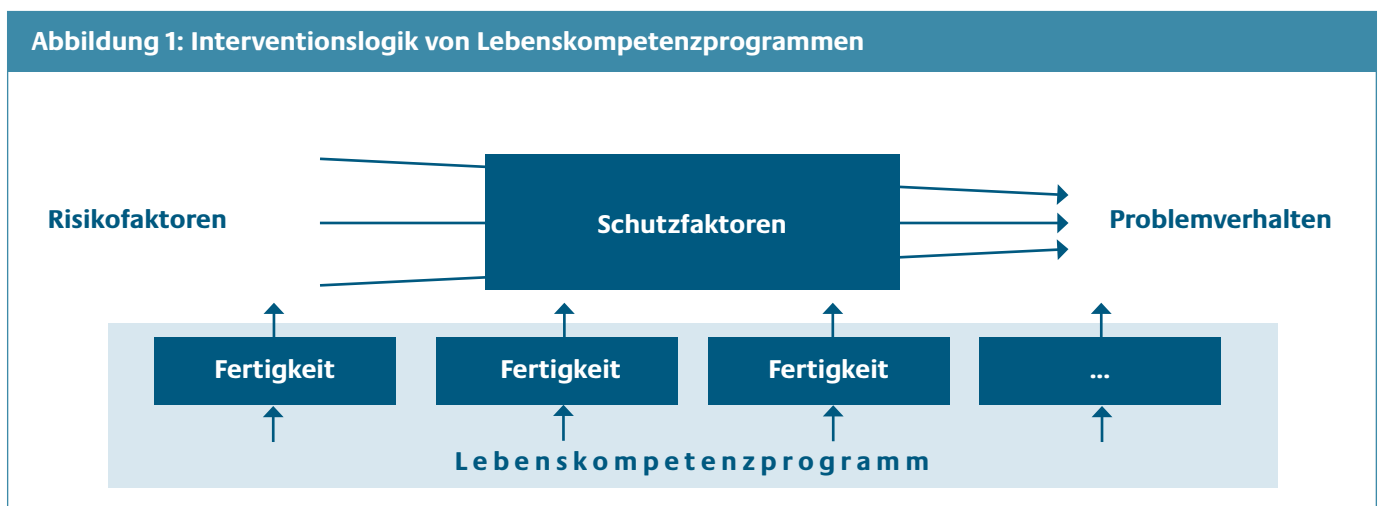 Abbildung 1: Interventionslogik von Lebenskompetenzprogrammen
Risikofaktoren
Schutzfaktoren
Problemverhalten
Fertigkeit
Fertigkeit
Fertigkeit
...
Lebenskompetenzprogramm